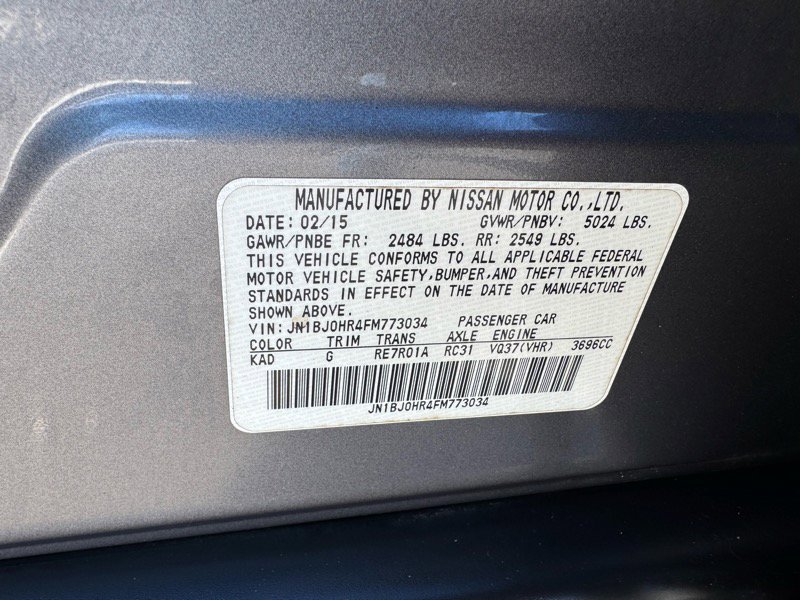 MANUFACTURED BY NISSAN MOTOR CO.,LTD.
DATE: 02/15 GVWR/PNBV: 5024 LBS.
GAWR/PNBE FR: 2484 LBS. RR: 2549 LBS.
THIS VEHICLE CONFORMS TO ALL APPLICABLE FEDERAL
MOTOR VEHICLE SAFETY,BUMPER,AND THEFT PREVENTION
STANDARDS IN EFFECT ON THE DATE OF MANUFACTURE
SHOWN ABOVE.
VIN: JN1BJ0HR4FM773034 PASSENGER CAR
COLOR TRIM TRANS AXLE ENGINE
KAD G RE7R01A RC31 VQ37(VHR) 3696CC
JN1BJ0HR4FM773034